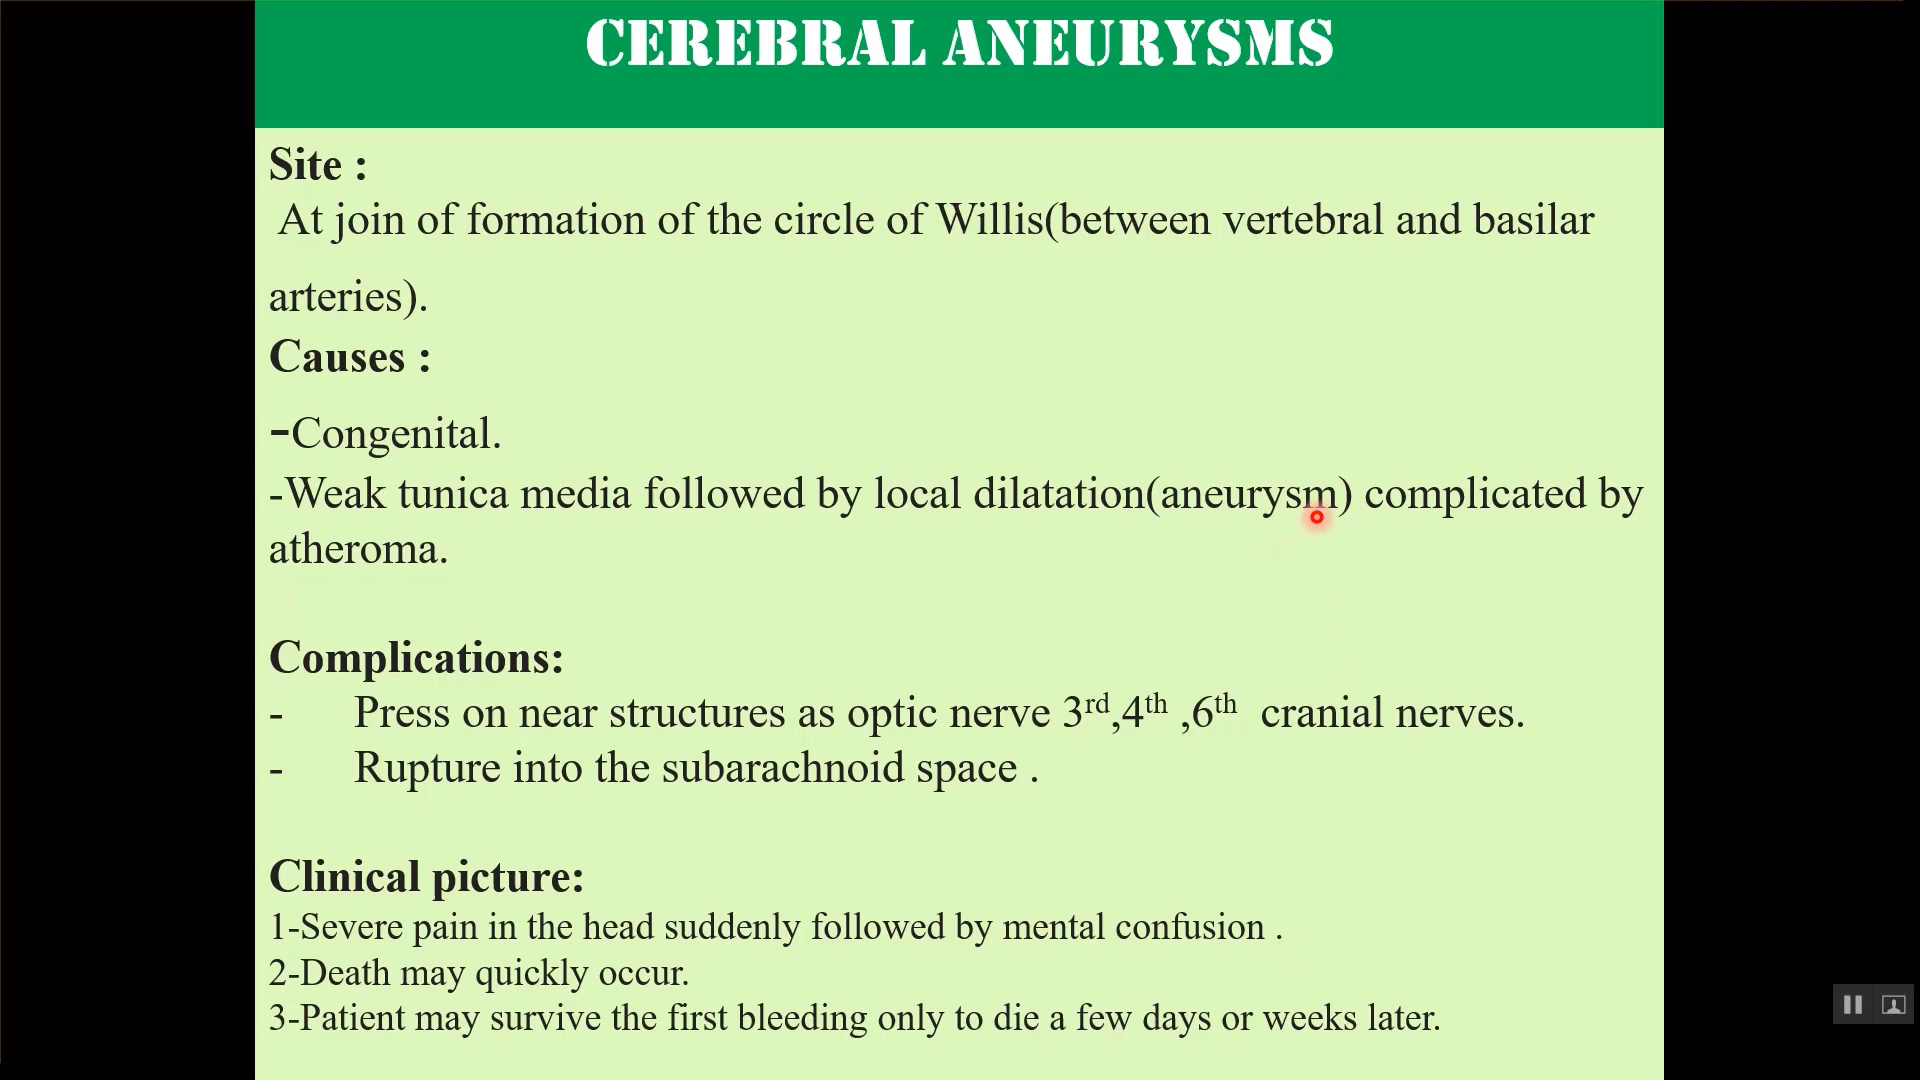 CEREBRAL ANEURYSMS
Site :
At join of formation of the circle of Willis(between vertebral and basilar
arteries).
Causes :
-Congenital.
-Weak tunica media followed by local dilatation(aneurysm) complicated by
atheroma.
Complications:
- Press on near structures as optic nerve 3rd,4th ,6th cranial nerves.
- Rupture into the subarachnoid space .
Clinical picture:
1-Severe pain in the head suddenly followed by mental confusion .
2-Death may quickly occur.
3-Patient may survive the first bleeding only to die a few days or weeks later.